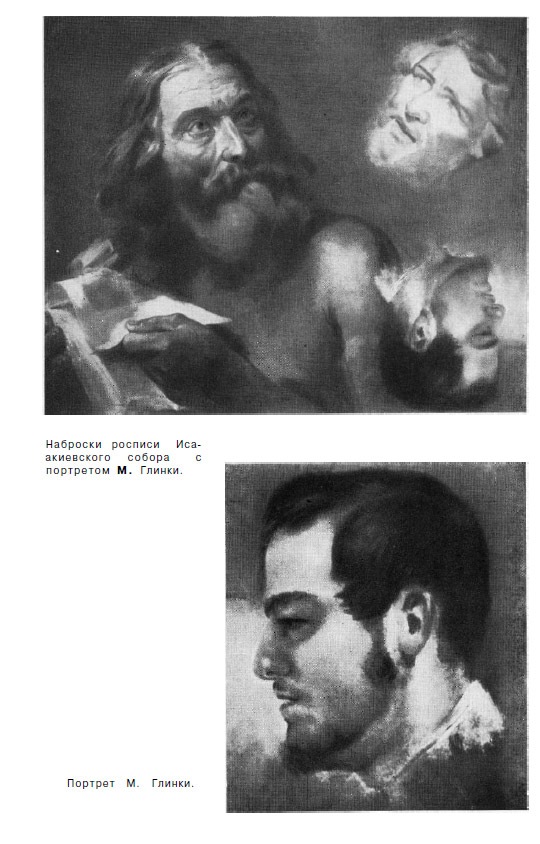 Наброски росписи Иса-
акиевского собора с
портретом М. Глинки.
Портрет М. Глинки.